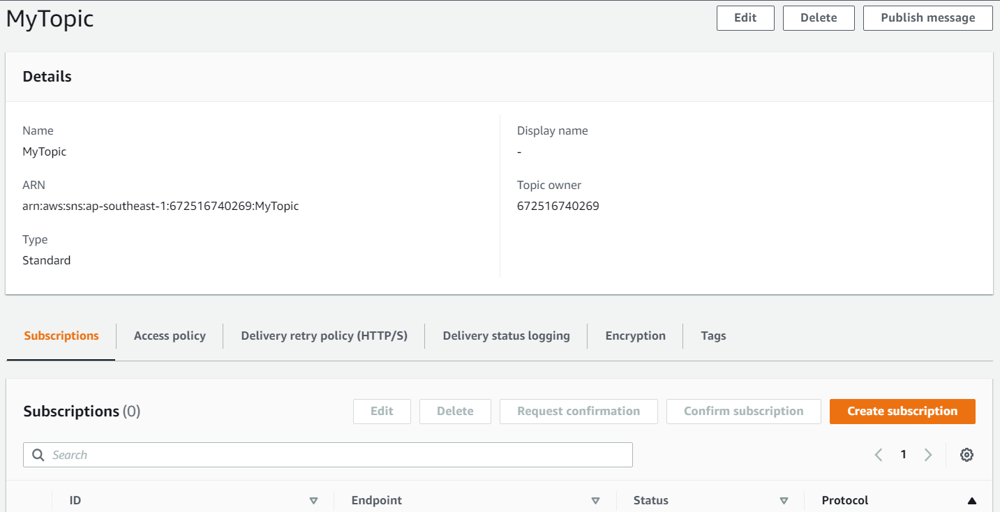 MyTopic Edit Delete Publish message
Details
Name Display name
MyTopic -
ARN Topic owner
arn:aws:sns:ap-southeast-1:672516740269:MyTopic 672516740269
Type
Standard
Subscriptions Access policy Delivery retry policy (HTTP/S) Delivery status logging Encryption Tags
Subscriptions (0) Edit Delete Request confirmation Confirm subscription Create subscription
Search 1
ID Endpoint Status Protocol